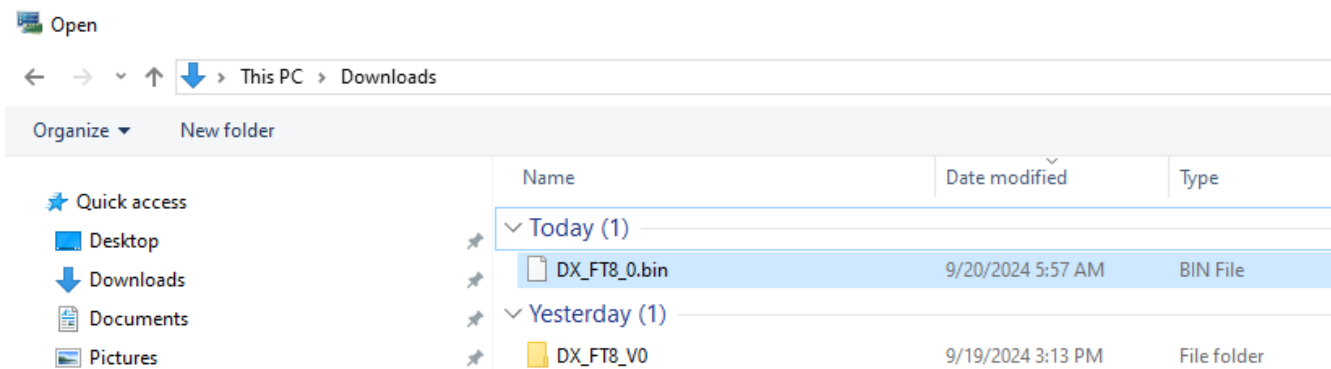 Open
This PC > Downloads
Organize New folder
Name Date modified Type
Quick access
Today (1)
Desktop
DX_FT8_0.bin 9/20/2024 5:57 AM BIN File
Downloads
Documents
Yesterday (1)
Pictures
DX_FT8_V0 9/19/2024 3:13 PM File folder